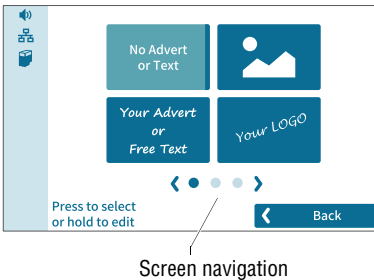 No Advert
or Text
Your Advert
or
Free Text
Your LOGO
Press to select
or hold to edit
Back
Screen navigation